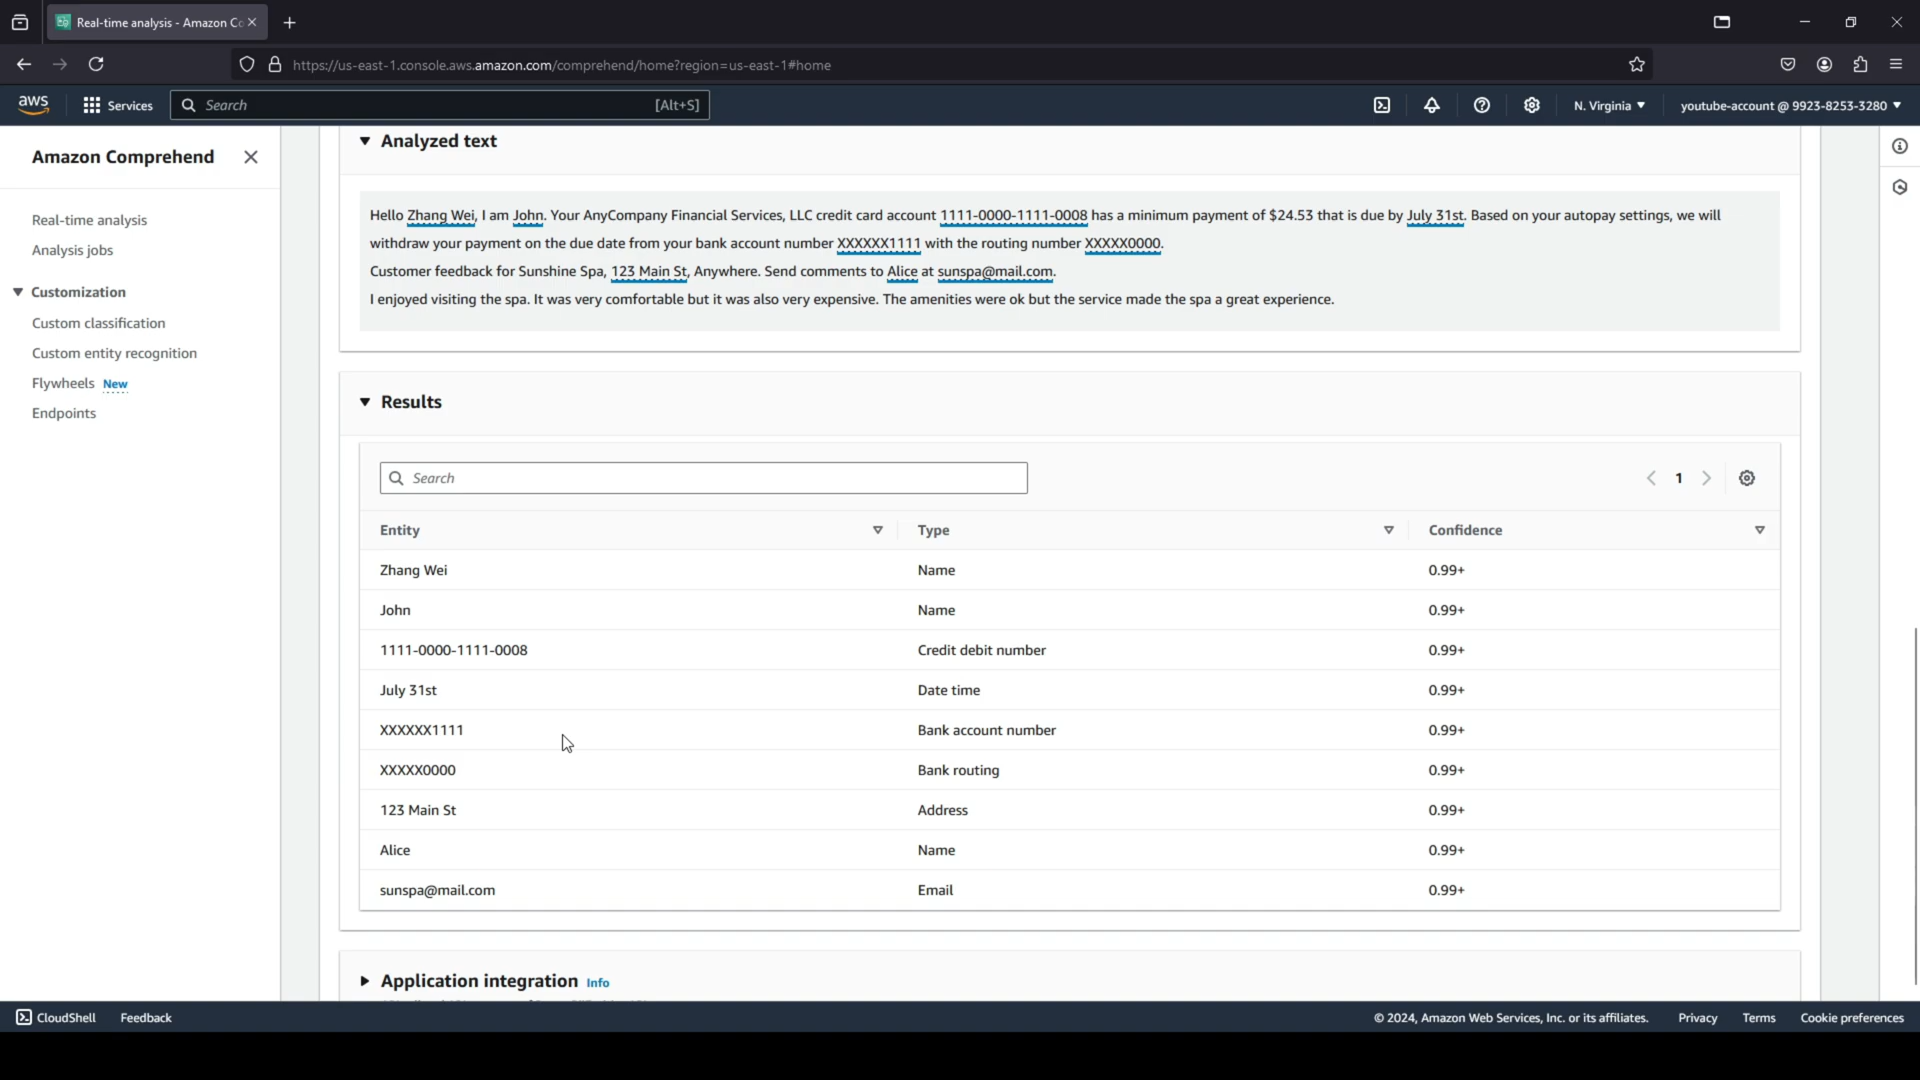 Real-time analysis - Amazon Co
https://us-east-1.console.aws.amazon.com/comprehend/home?region=us-east-1#home
aws Services Search [Alt+S] N. Virginia youtube-account @ 9923-8253-3280
Amazon Comprehend
Real-time analysis
Analysis jobs
Customization
Custom classification
Custom entity recognition
Flywheels New
Endpoints
Analyzed text
Hello Zhang Wei, I am John. Your AnyCompany Financial Services, LLC credit card account 1111-0000-1111-0008 has a minimum payment of $24.53 that is due by July 31st. Based on your autopay settings, we will
withdraw your payment on the due date from your bank account number XXXXXX1111 with the routing number XXXXX0000.
Customer feedback for Sunshine Spa, 123 Main St, Anywhere. Send comments to Alice at sunspa@mail.com.
I enjoyed visiting the spa. It was very comfortable but it was also very expensive. The amenities were ok but the service made the spa a great experience.
Results
Search 1
Entity Type Confidence
Zhang Wei Name 0.99+
John Name 0.99+
1111-0000-1111-0008 Credit debit number 0.99+
July 31st Date time 0.99+
XXXXXX1111 Bank account number 0.99+
XXXXX0000 Bank routing 0.99+
123 Main St Address 0.99+
Alice Name 0.99+
sunspa@mail.com Email 0.99+
Application integration Info
CloudShell Feedback © 2024, Amazon Web Services, Inc. or its affiliates. Privacy Terms Cookie preferences